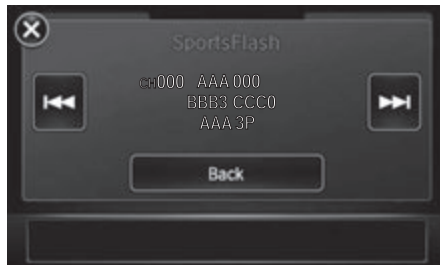 SportsFlash
CH000 AAA 000
BBB3 CCC0
AAA 3P
Back